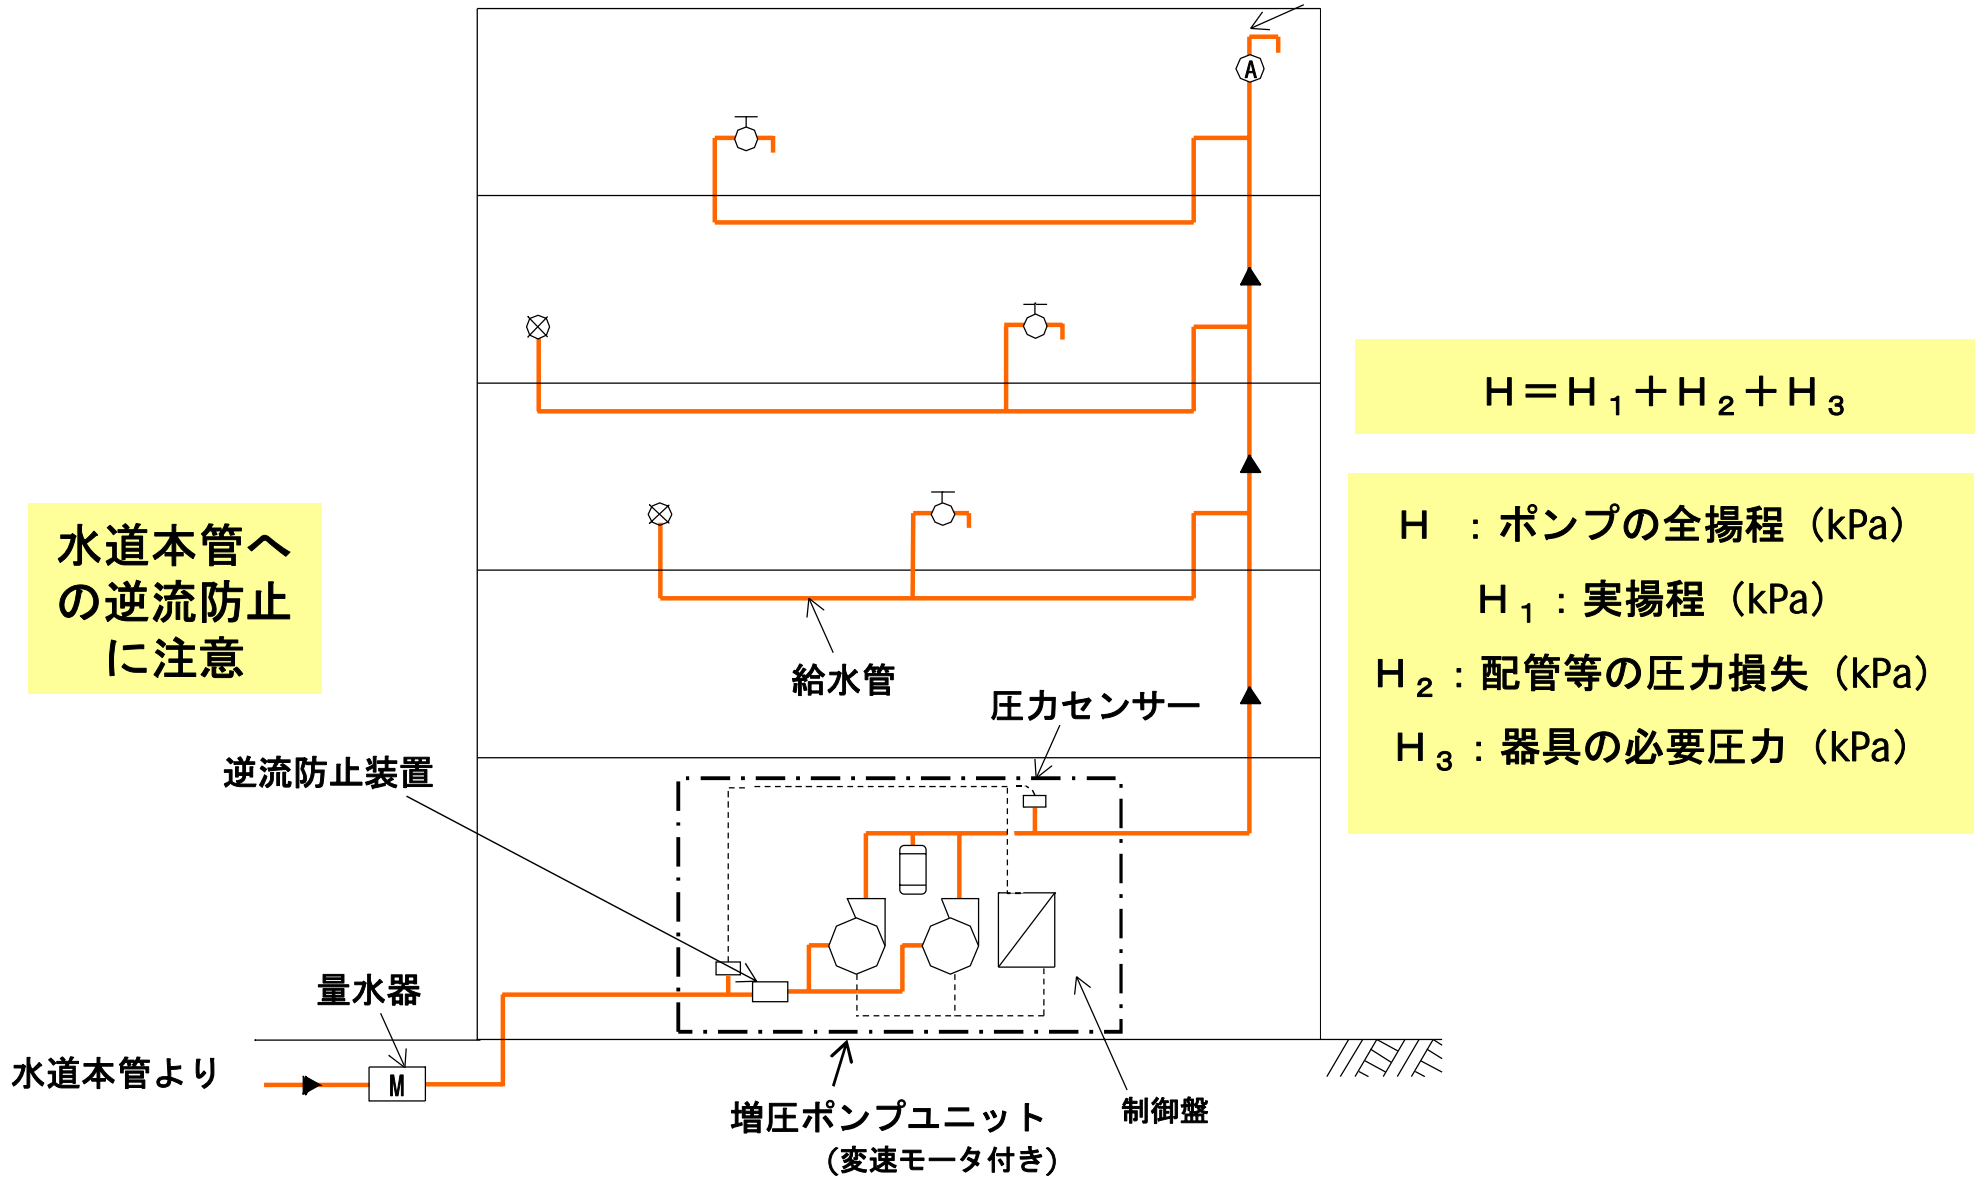 A
H=H₁+H₂+H₃
水道本管へ
の逆流防止
に注意
H :ポンプの全揚程(kPa)
H₁:実揚程(kPa)
H₂:配管等の圧力損失(kPa)
H₃:器具の必要圧力(kPa)
給水管
圧力センサー
逆流防止装置
量水器
水道本管より
M
増圧ポンプユニット
(変速モータ付き)
制御盤